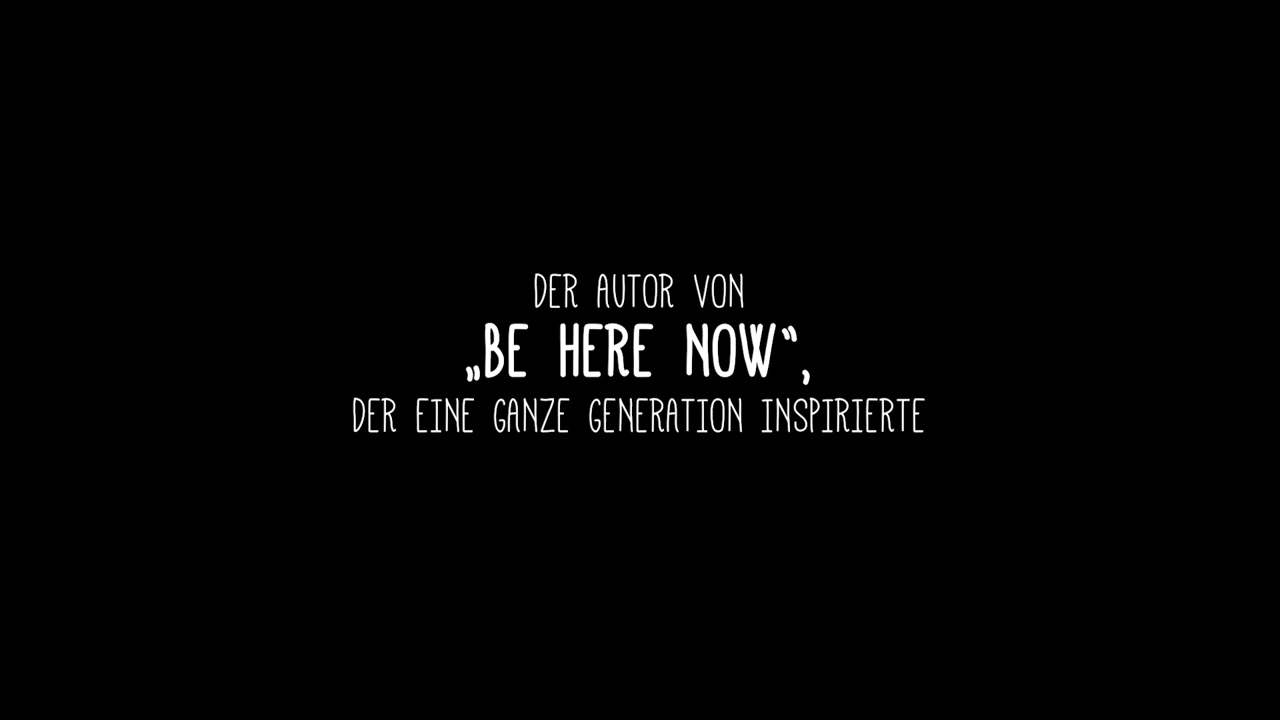 DER AUTOR VON
„BE HERE NOW“,
DER EINE GANZE GENERATION INSPIRIERTE